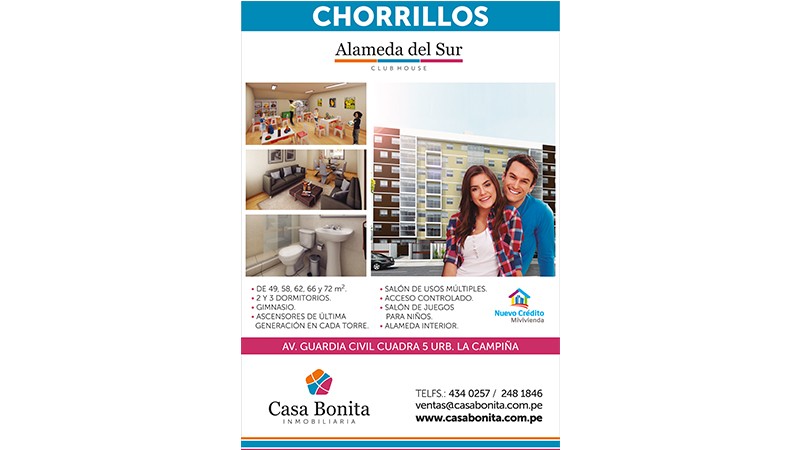 CHORRILLOS
Alameda del Sur
CLUB HOUSE
• DE 49, 58, 62, 66 y 72 m².
• 2 Y 3 DORMITORIOS.
• GIMNASIO.
• ASCENSORES DE ÚLTIMA
GENERACIÓN EN CADA TORRE.
• SALÓN DE USOS MÚLTIPLES.
• ACCESO CONTROLADO.
• SALÓN DE JUEGOS
PARA NIÑOS.
• ALAMEDA INTERIOR.
Nuevo Crédito
Mivivienda
AV. GUARDIA CIVIL CUADRA 5 URB. LA CAMPIÑA
Casa Bonita
INMOBILIARIA
TELFS.: 434 0257 / 248 1846
ventas@casabonita.com.pe
www.casabonita.com.pe